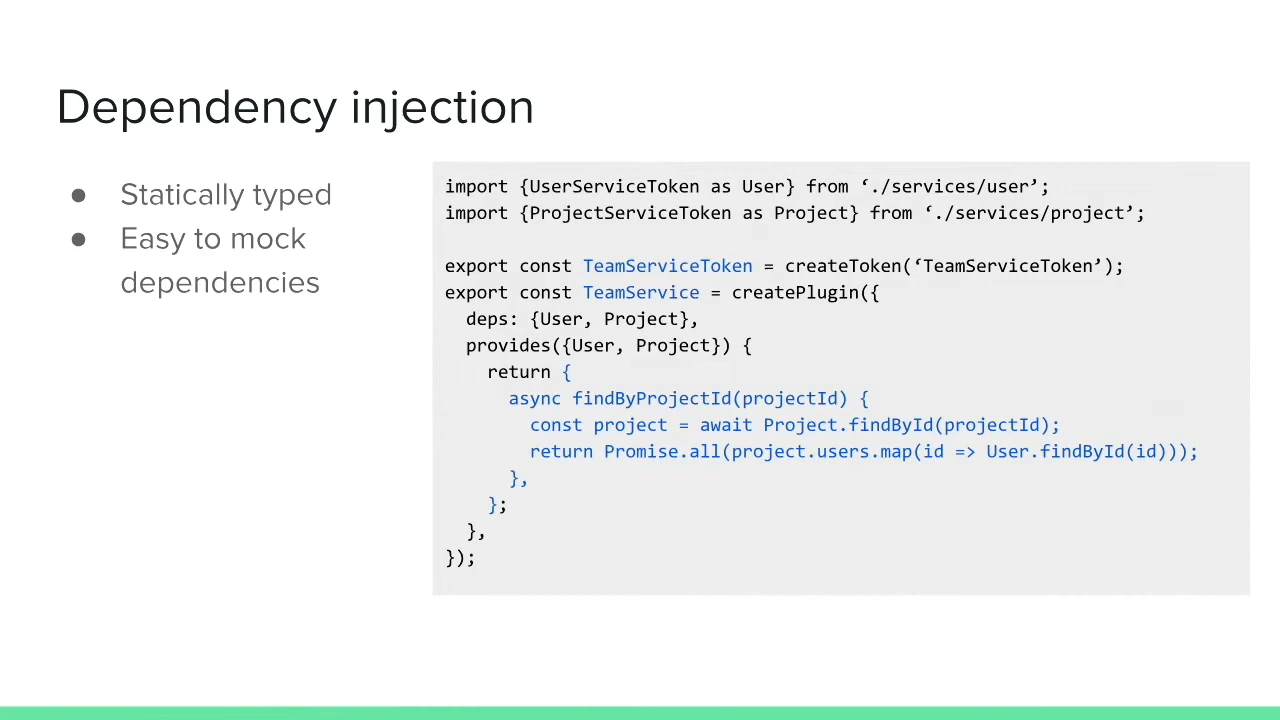 Dependency injection
● Statically typed
● Easy to mock
dependencies
import {UserServiceToken as User} from ‘./services/user’;
import {ProjectServiceToken as Project} from ‘./services/project’;
export const TeamServiceToken = createToken(‘TeamServiceToken’);
export const TeamService = createPlugin({
  deps: {User, Project},
  provides({User, Project}) {
    return {
      async findByProjectId(projectId) {
        const project = await Project.findById(projectId);
        return Promise.all(project.users.map(id => User.findById(id)));
      },
    };
  },
});